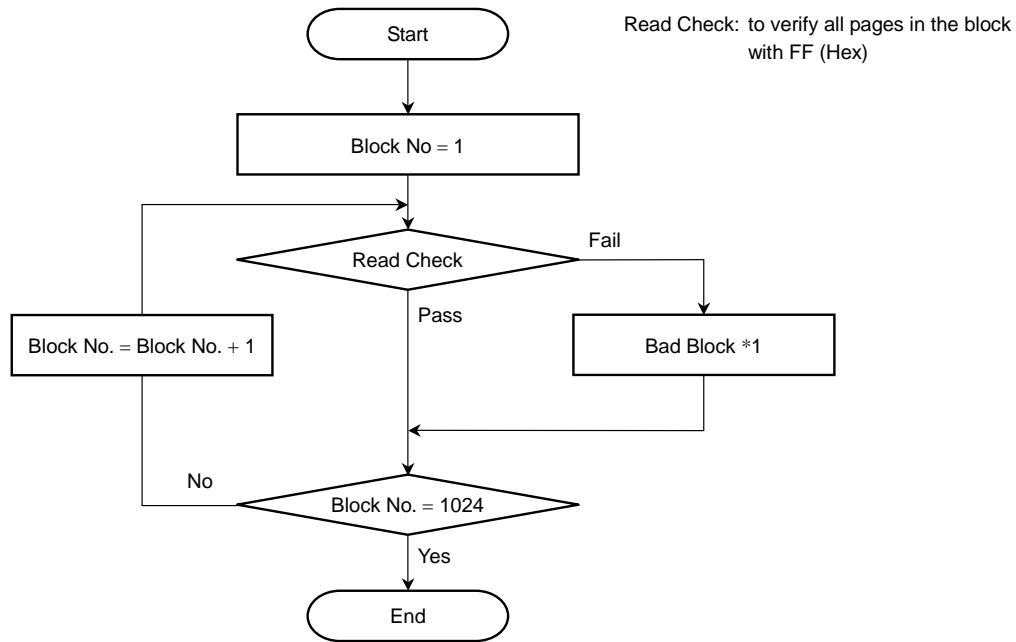 Start
Read Check: to verify all pages in the block
with FF (Hex)
Block No = 1
Fail
Read Check
Pass
Block No. = Block No. + 1
Bad Block *1
No
Block No. = 1024
Yes
End